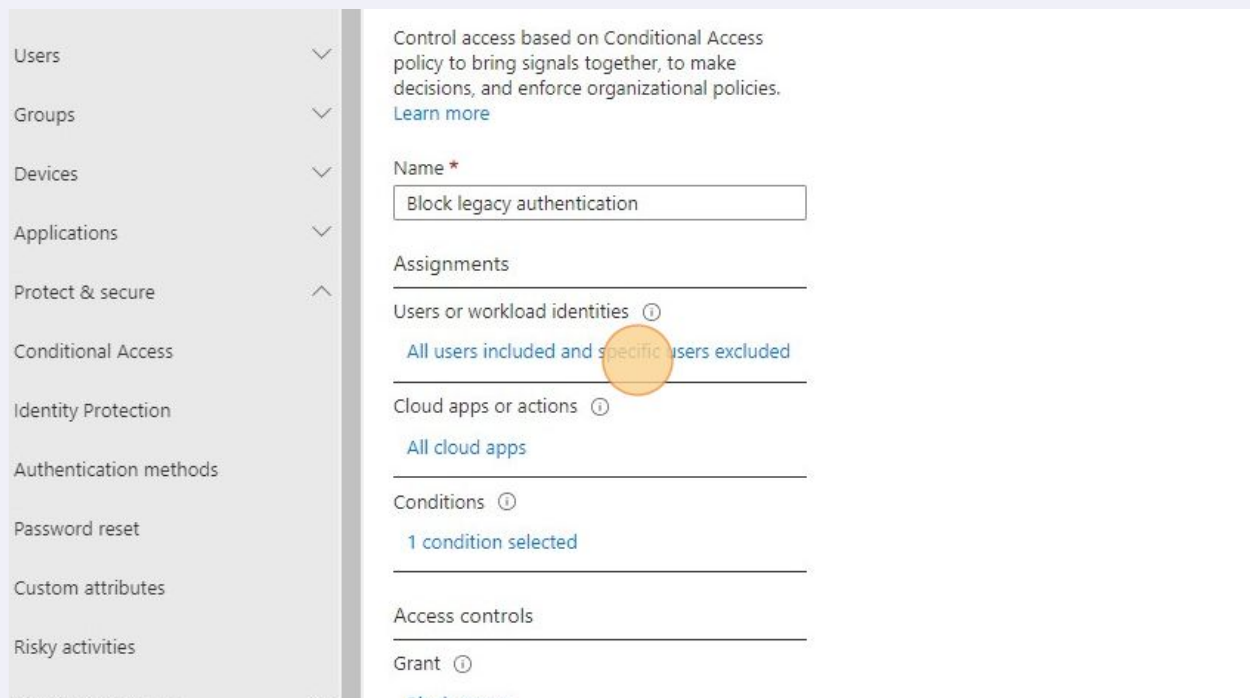 Users
Groups
Devices
Applications
Protect & secure
Conditional Access
Identity Protection
Authentication methods
Password reset
Custom attributes
Risky activities
Control access based on Conditional Access
policy to bring signals together, to make
decisions, and enforce organizational policies.
Learn more
Name *
Block legacy authentication
Assignments
Users or workload identities
All users included and specific users excluded
Cloud apps or actions
All cloud apps
Conditions
1 condition selected
Access controls
Grant